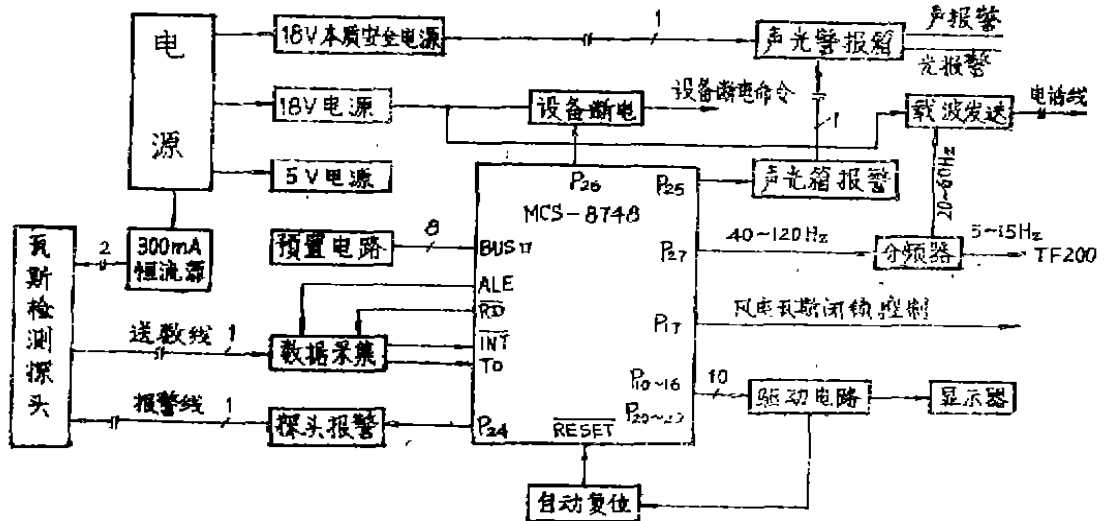 电源
18V本质安全电源
1
声光警报箱
声报警
光报警
18V电源
设备断电
设备断电命令
1
载波发送
电话线
5V电源
P26
P25
声光箱报警
20~60Hz
MCS-8748
瓦斯检测探头
2
300mA
恒流源
预置电路
8
BUS17
P27
40~120Hz
分频器
5~15Hz
TF200
ALE
RD
送数线
1
数据采集
INT
T0
P17
风电瓦斯闭锁控制
P10~16
10
驱动电路
显示器
P20~23
报警线
1
探头报警
P24
RESET
自动复位